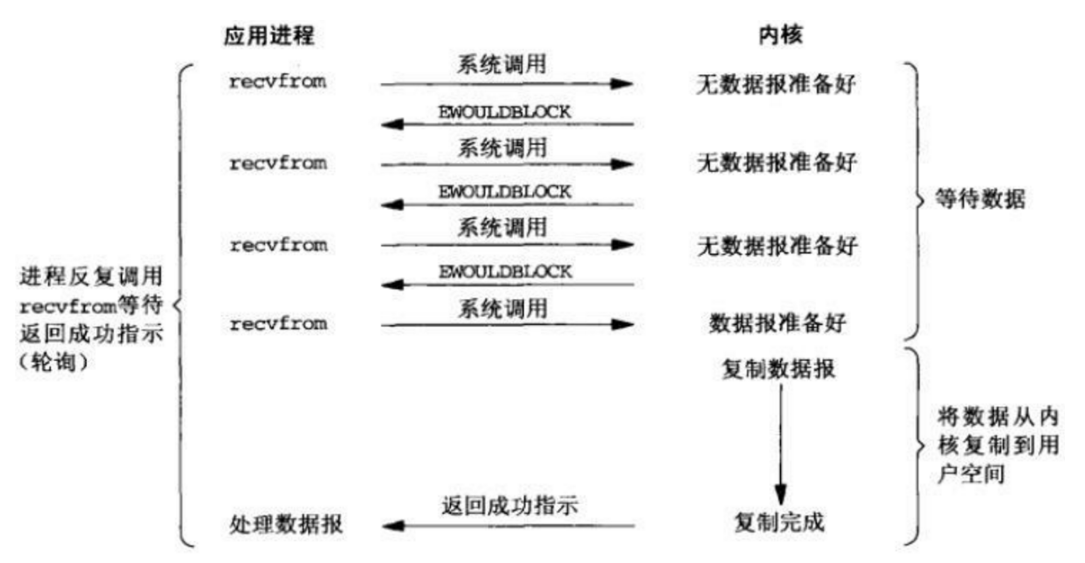 应用进程
内核
recvfrom
系统调用
无数据报准备好
EWOULDBLOCK
recvfrom
系统调用
无数据报准备好
EWOULDBLOCK
recvfrom
系统调用
无数据报准备好
EWOULDBLOCK
recvfrom
系统调用
数据报准备好
等待数据
进程反复调用
recvfrom等待
返回成功指示
(轮询)
复制数据报
将数据从内
核复制到用
户空间
处理数据报
返回成功指示
复制完成